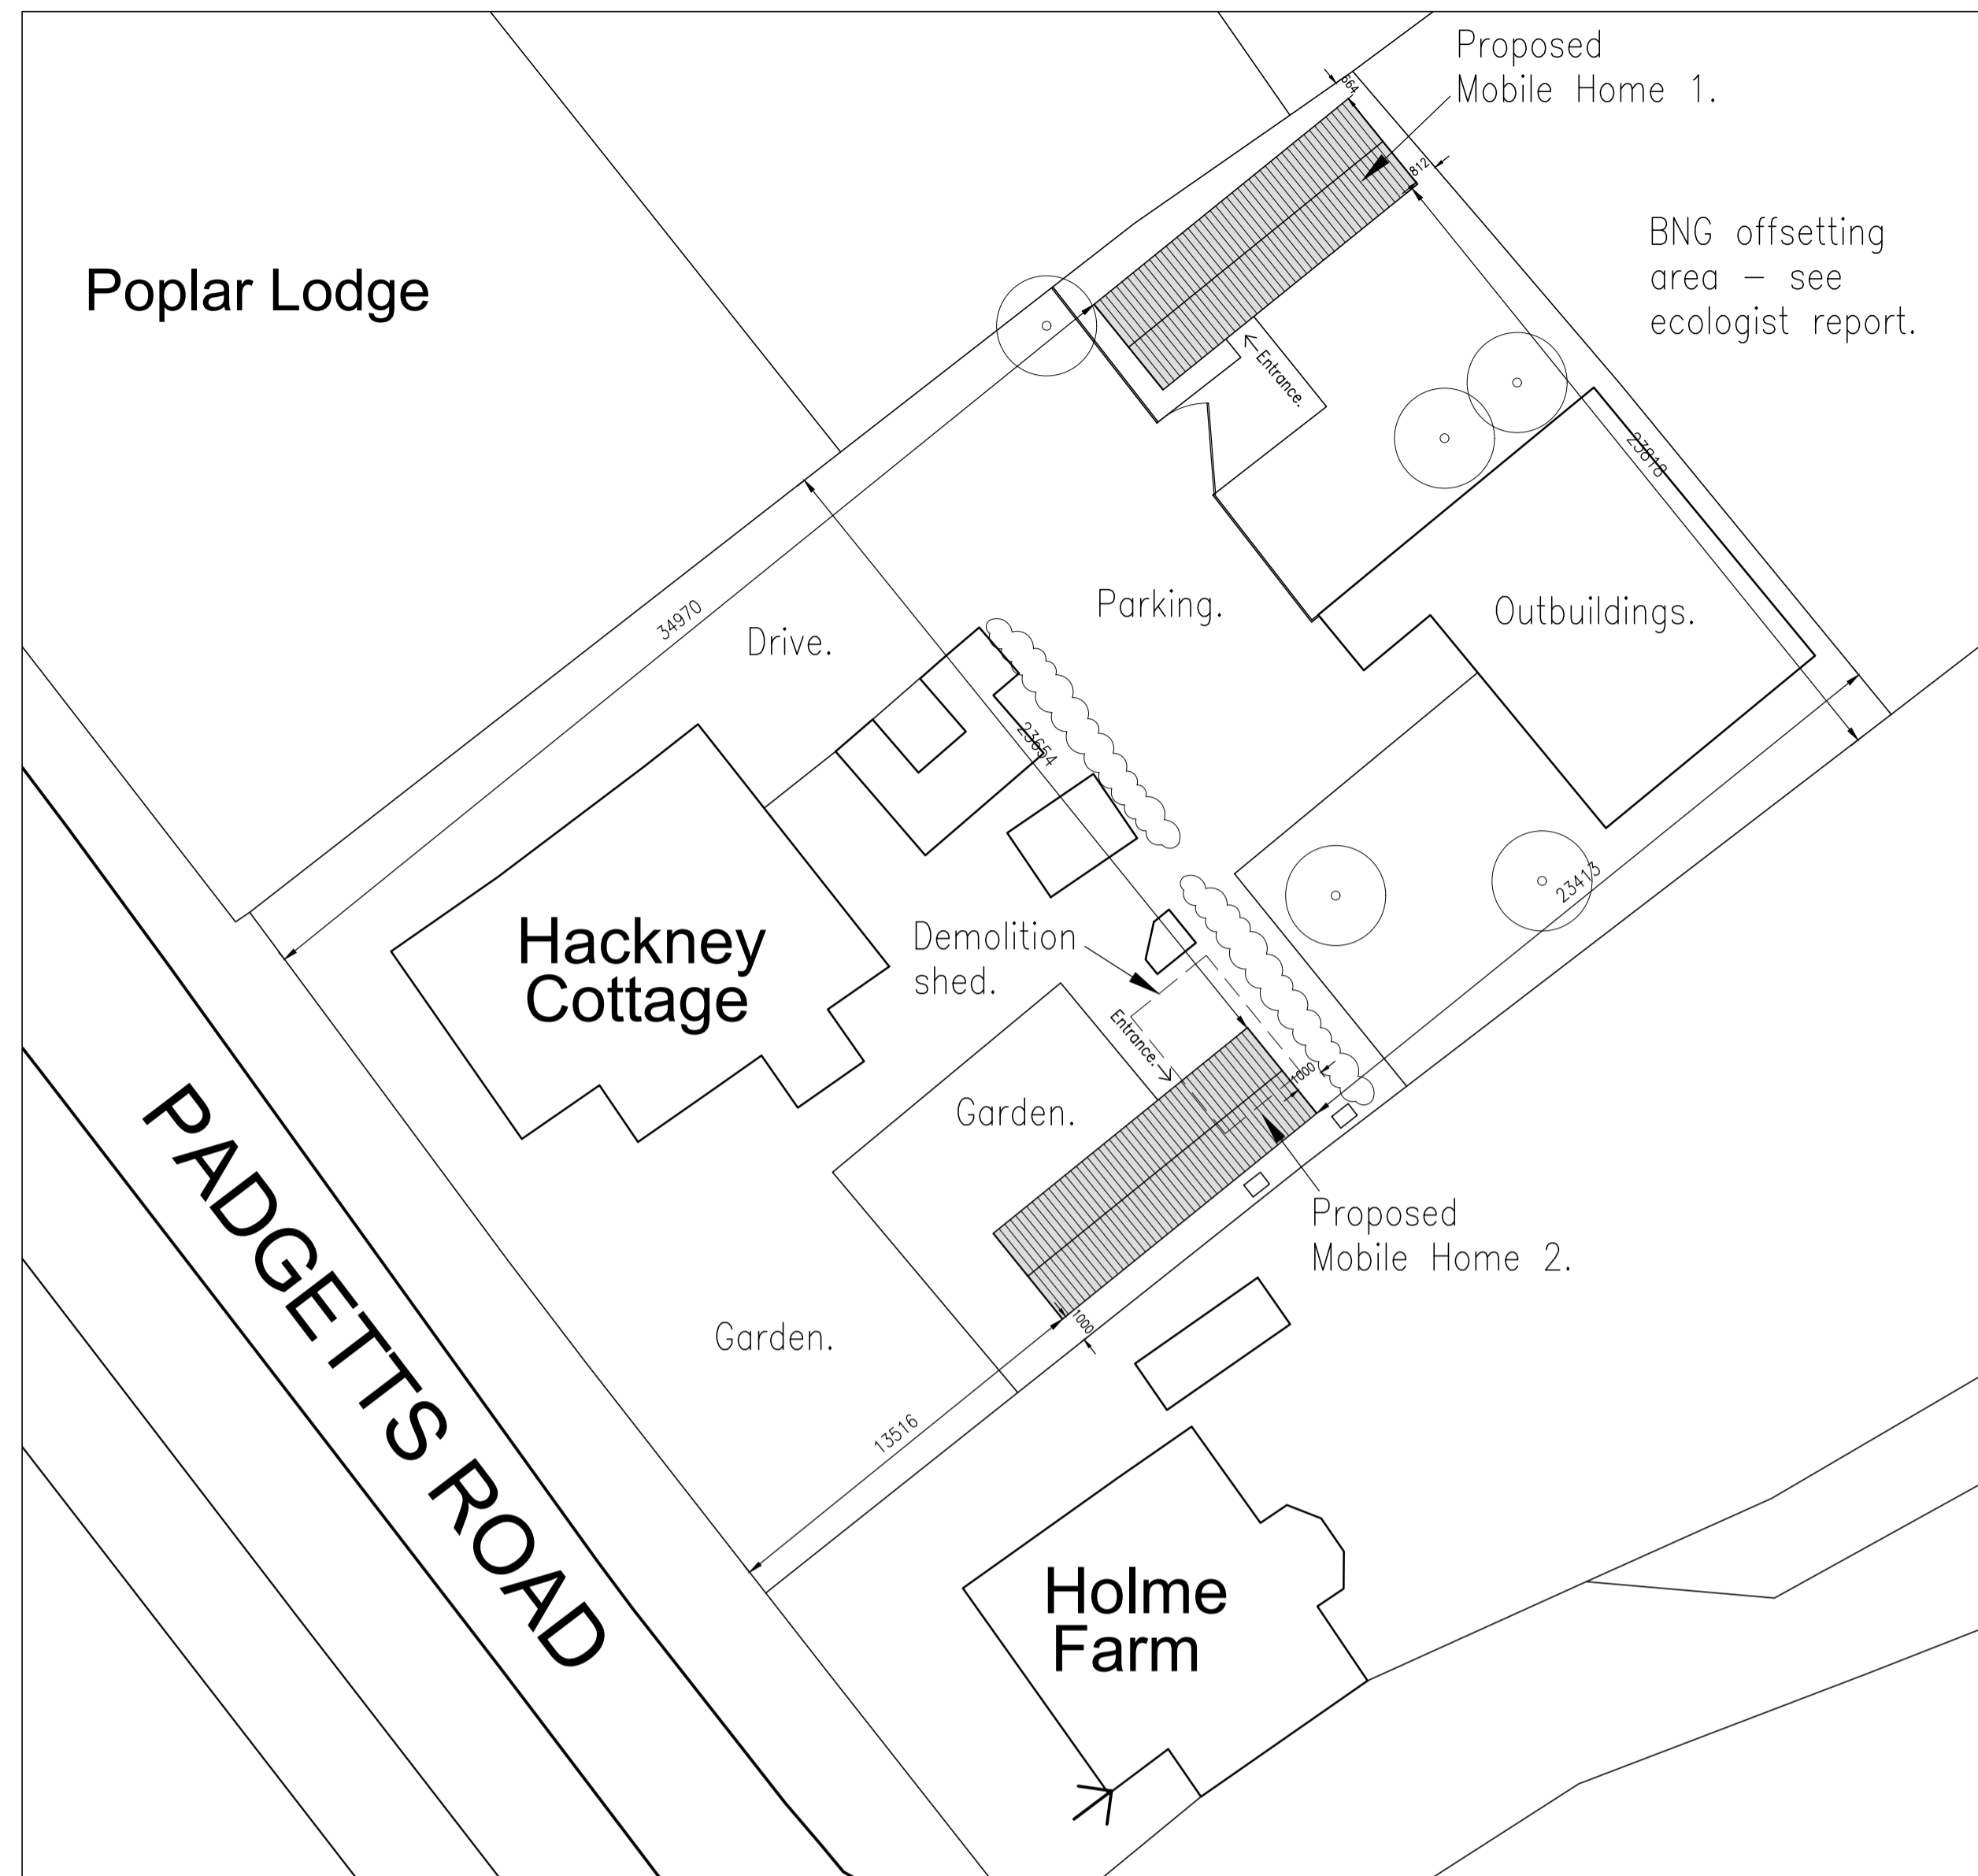 Proposed
Mobile Home 1.
664
812
BNG offsetting
area – see
ecologist report.
Poplar Lodge
Entrance.
23818
34970
Drive.
Parking.
Outbuildings.
23654
Hackney
Cottage
Demolition
shed.
23413
Entrance.
1000
Garden.
Proposed
Mobile Home 2.
PADGETTS ROAD
Garden.
1000
13516
Holme
Farm